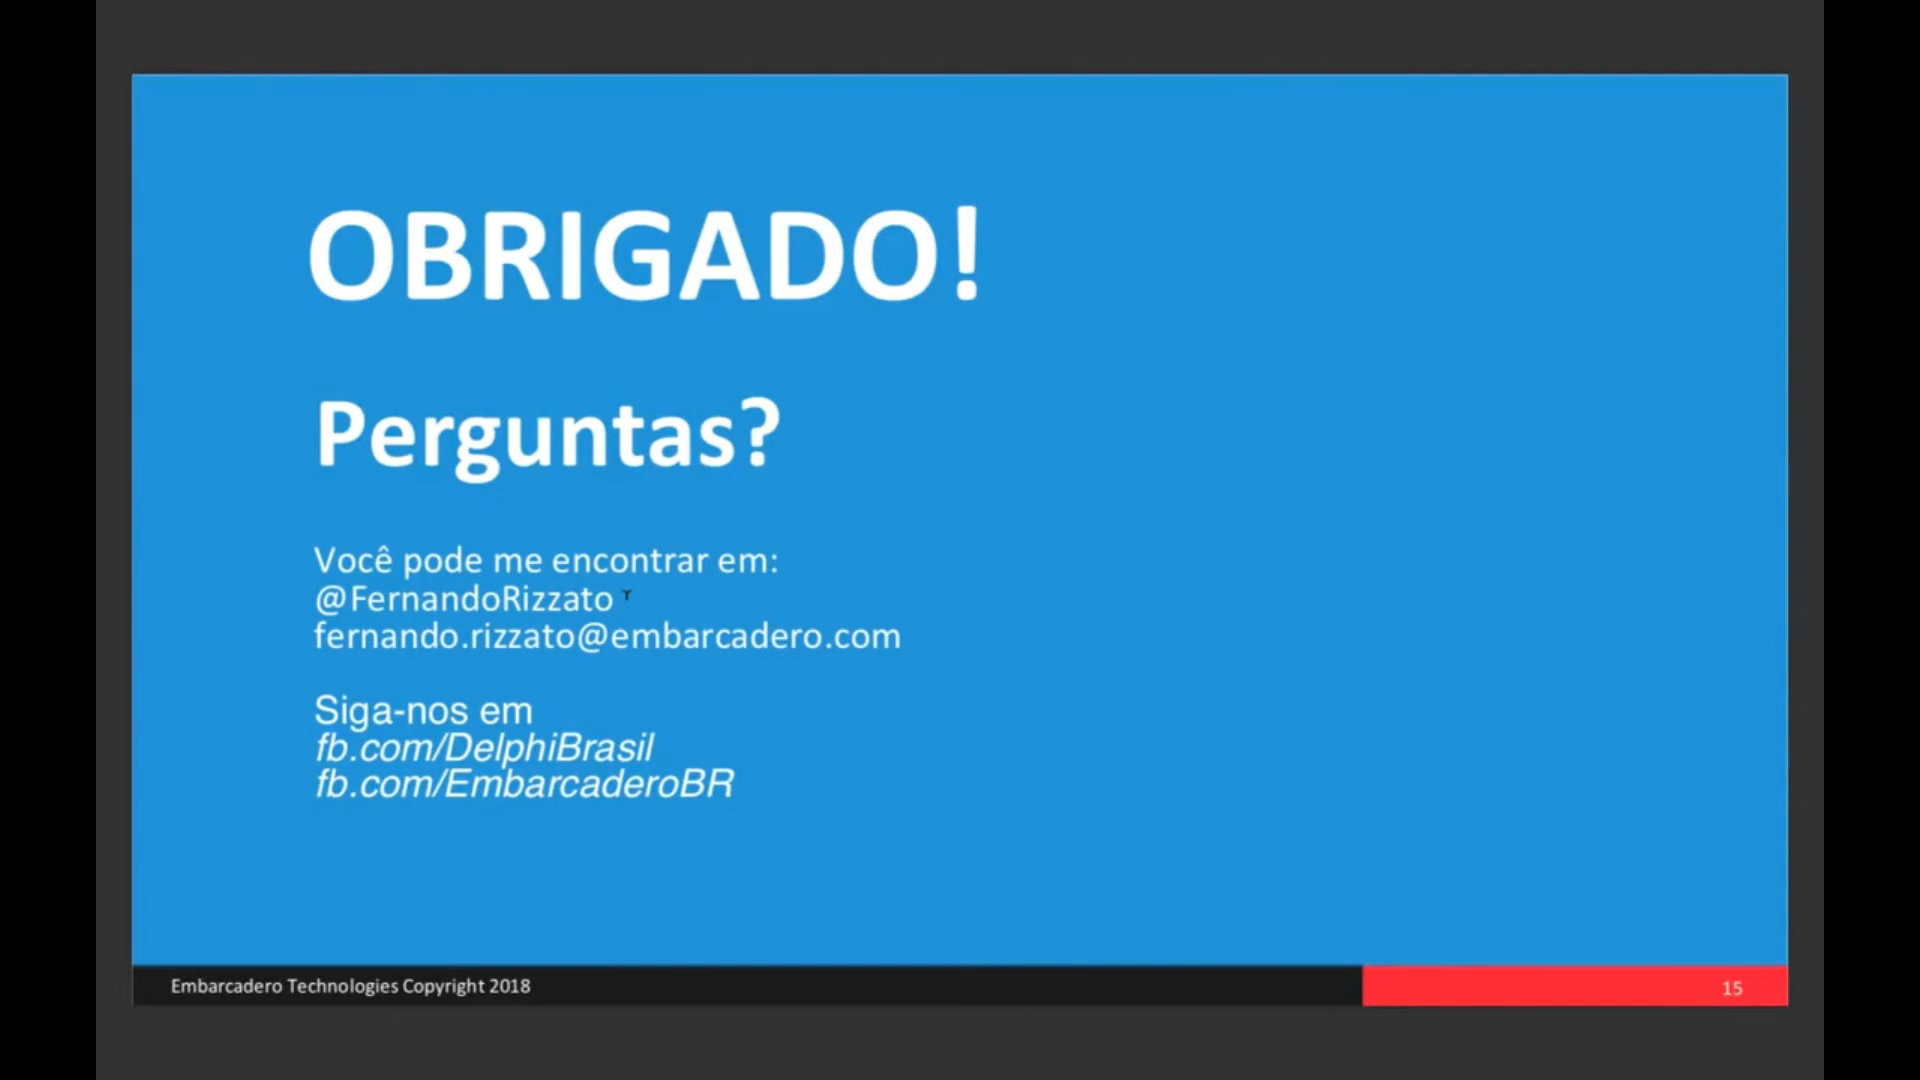 OBRIGADO!
Perguntas?
Você pode me encontrar em:
@FernandoRizzato
fernando.rizzato@embarcadero.com
Siga-nos em
fb.com/DelphiBrasil
fb.com/EmbarcaderoBR
Embarcadero Technologies Copyright 2018
15